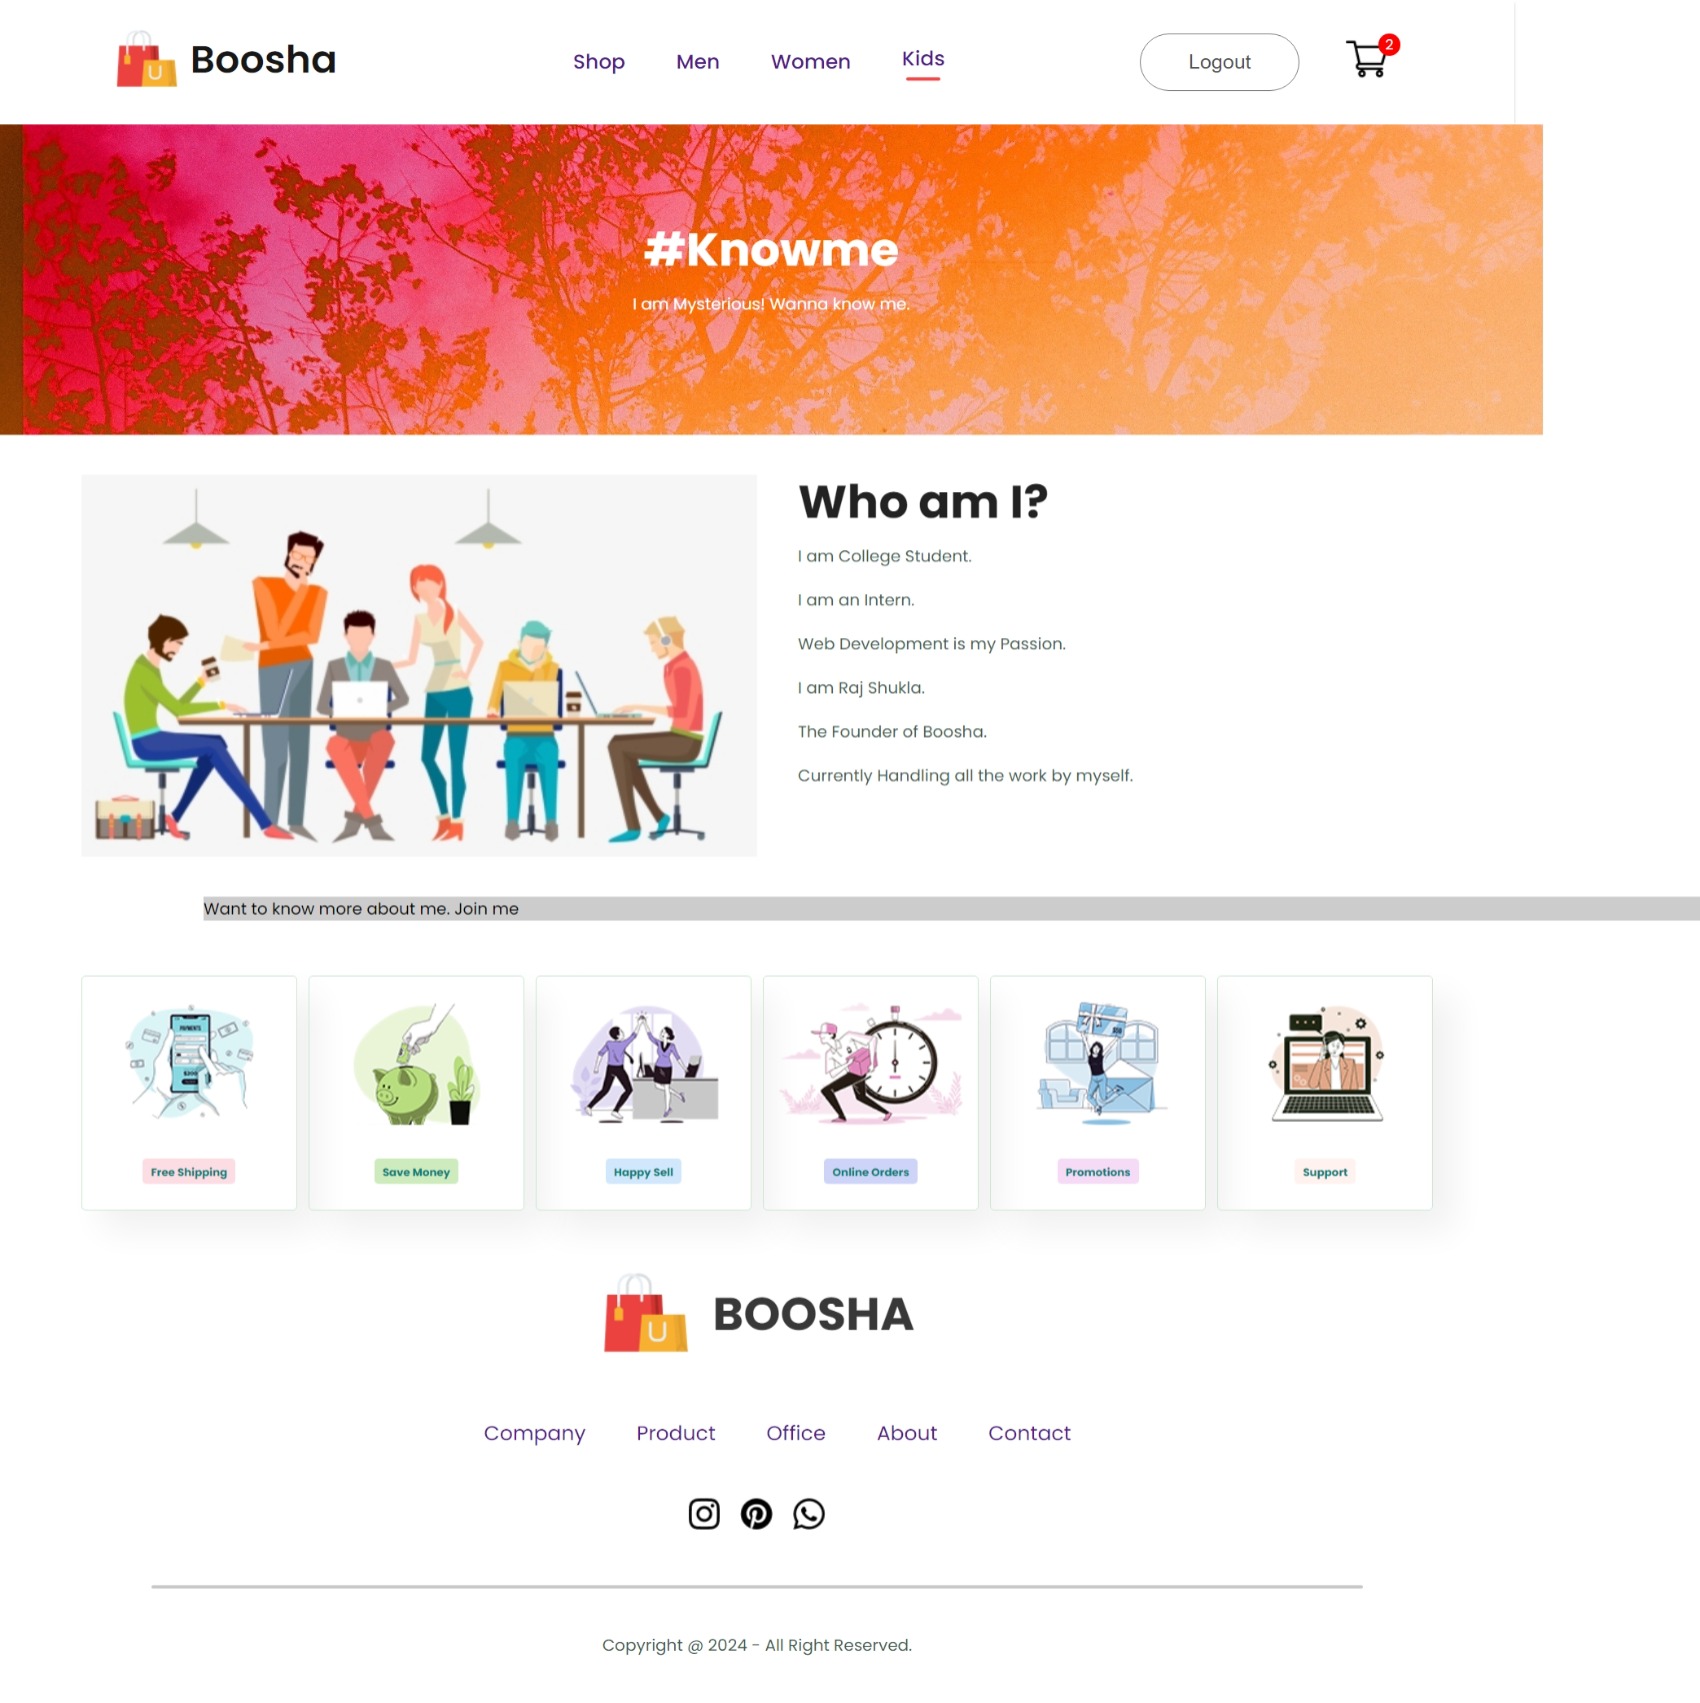 Boosha
Shop Men Women Kids
Logout
2
#Knowme
I am Mysterious! Wanna know me.
Who am I?
I am College Student.
I am an Intern.
Web Development is my Passion.
I am Raj Shukla.
The Founder of Boosha.
Currently Handling all the work by myself.
Want to know more about me. Join me
PAYMENTS
$200
Free Shipping
Save Money
Happy Sell
Online Orders
Promotions
Support
BOOSHA
Company Product Office About Contact
Copyright @ 2024 - All Right Reserved.